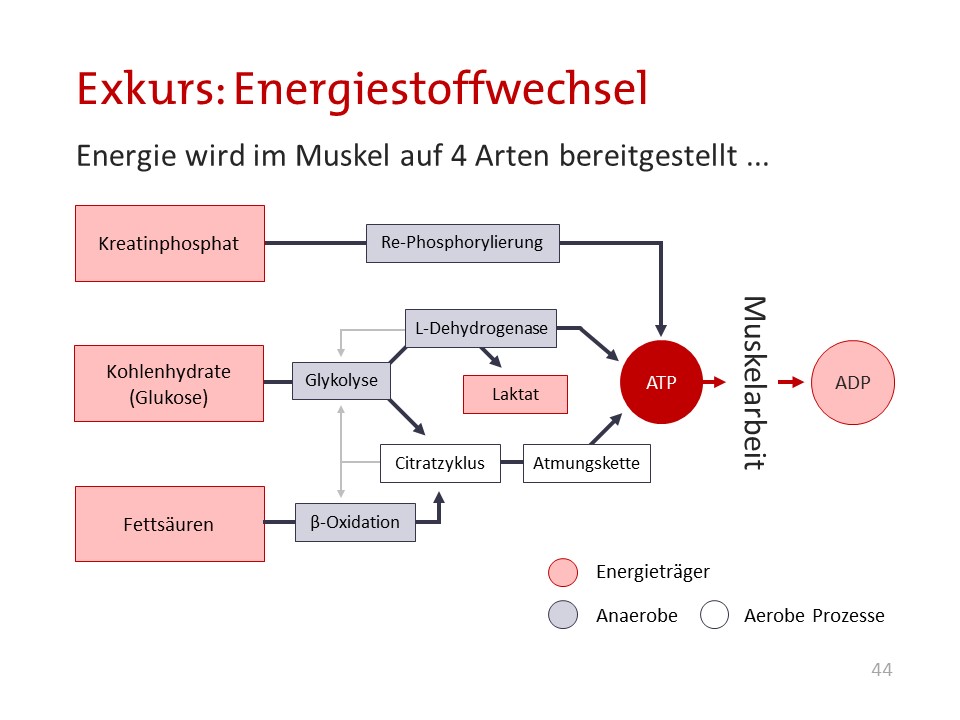 Exkurs: Energiestoffwechsel
Energie wird im Muskel auf 4 Arten bereitgestellt ...
Kreatinphosphat
Re-Phosphorylierung
L-Dehydrogenase
Kohlenhydrate
(Glukose)
Glykolyse
Laktat
ATP
Muskelarbeit
ADP
Citratzyklus
Atmungskette
Fettsäuren
β-Oxidation
Energieträger
Anaerobe
Aerobe Prozesse
44